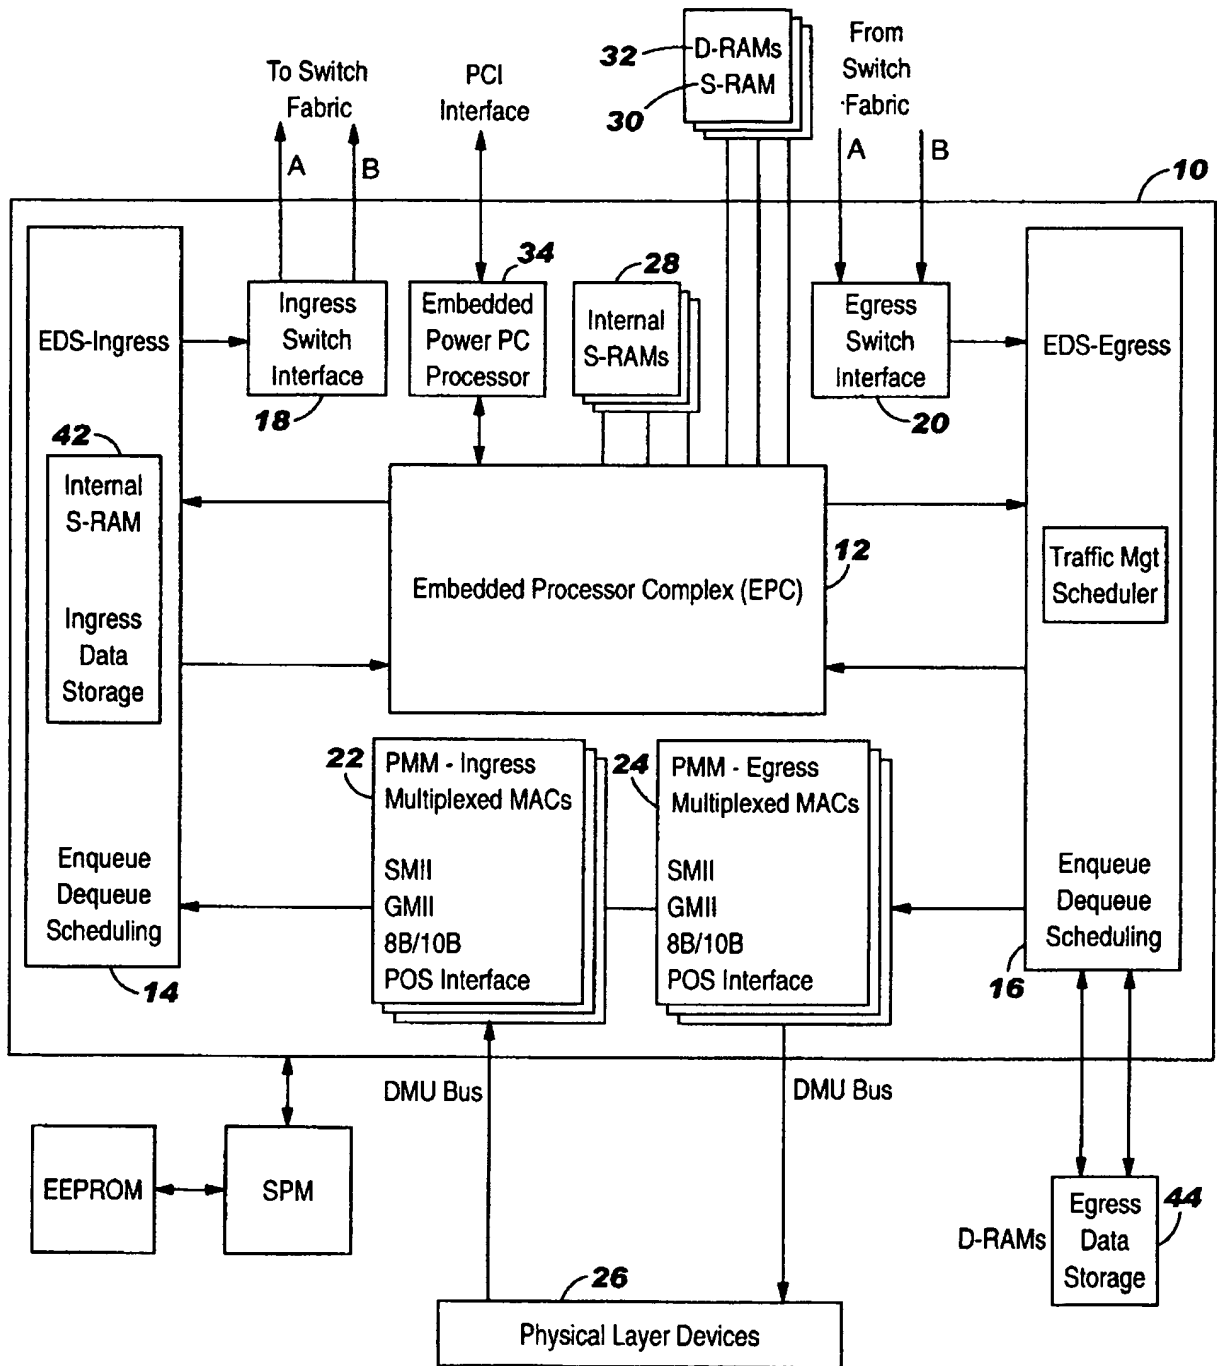 To Switch
Fabric
A
B
PCI
Interface
32
D-RAMs
S-RAM
30
From
Switch
Fabric
A
B
10
EDS-Ingress
Ingress
Switch
Interface
18
34
Embedded
Power PC
Processor
28
Internal
S-RAMs
Egress
Switch
Interface
20
EDS-Egress
42
Internal
S-RAM
Ingress
Data
Storage
Embedded Processor Complex (EPC)
12
Traffic Mgt
Scheduler
22
PMM - Ingress
Multiplexed MACs
SMII
GMII
8B/10B
POS Interface
24
PMM - Egress
Multiplexed MACs
SMII
GMII
8B/10B
POS Interface
Enqueue
Dequeue
Scheduling
14
Enqueue
Dequeue
Scheduling
16
DMU Bus
DMU Bus
EEPROM
SPM
D-RAMs
Egress
Data
Storage
44
26
Physical Layer Devices